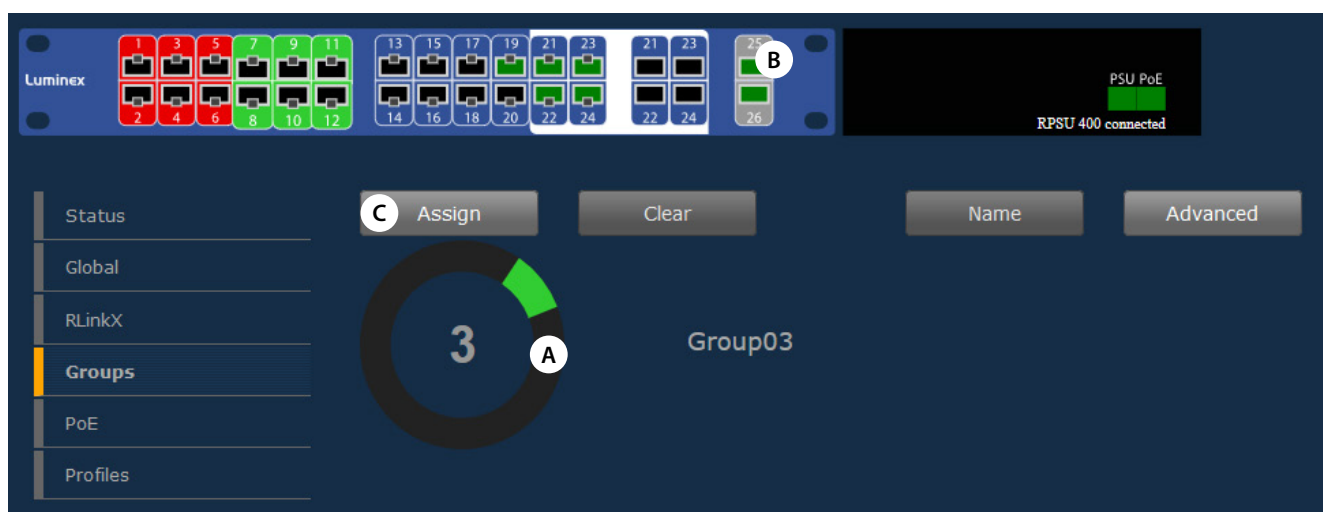 1 3 5 7 9 11 13 15 17 19 21 23 21 23 25
B
Luminex
PSU PoE
2 4 6 8 10 12 14 16 18 20 22 24 22 24 26
RPSU 400 connected
C Assign Clear Name Advanced
Status
Global
RLinkX
Groups
PoE
Profiles
3 A Group03